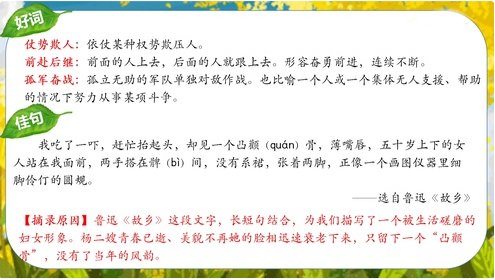 好词
仗势欺人：依仗某种权势欺压人。
前赴后继：前面的人上去，后面的人就跟上去。形容奋勇前进，连续不断。
孤军奋战：孤立无助的军队单独对敌作战。也比喻一个人或一个集体无人支援、帮助
的情况下努力从事某项斗争。
佳句
我吃了一吓，赶忙抬起头，却见一个凸颧（quán）骨，薄嘴唇，五十岁上下的女
人站在我面前，两手搭在髀（bì）间，没有系裙，张着两脚，正像一个画图仪器里细
脚伶仃的圆规。
——选自鲁迅《故乡》
【摘录原因】鲁迅《故乡》这段文字，长短句结合，为我们描写了一个被生活磋磨的
妇女形象。杨二嫂青春已逝、美貌不再她的脸相迅速衰老下来，只留下一个“凸颧
骨”，没有了当年的风韵。